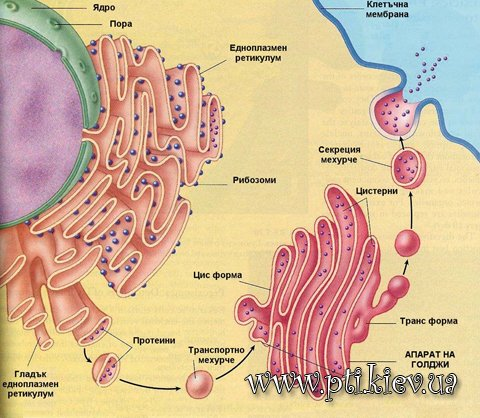 Ядро
Пора
Едноплазмен
ретикулум
Рибозоми
Клетъчна
мембрана
Секреция
мехурче
Цистерни
Цис форма
Транс форма
АПАРАТ НА
ГОЛДЖИ
Протеини
Транспортно
мехурче
Гладък
едноплазмен
ретикулум
www.pti.kiev.ua